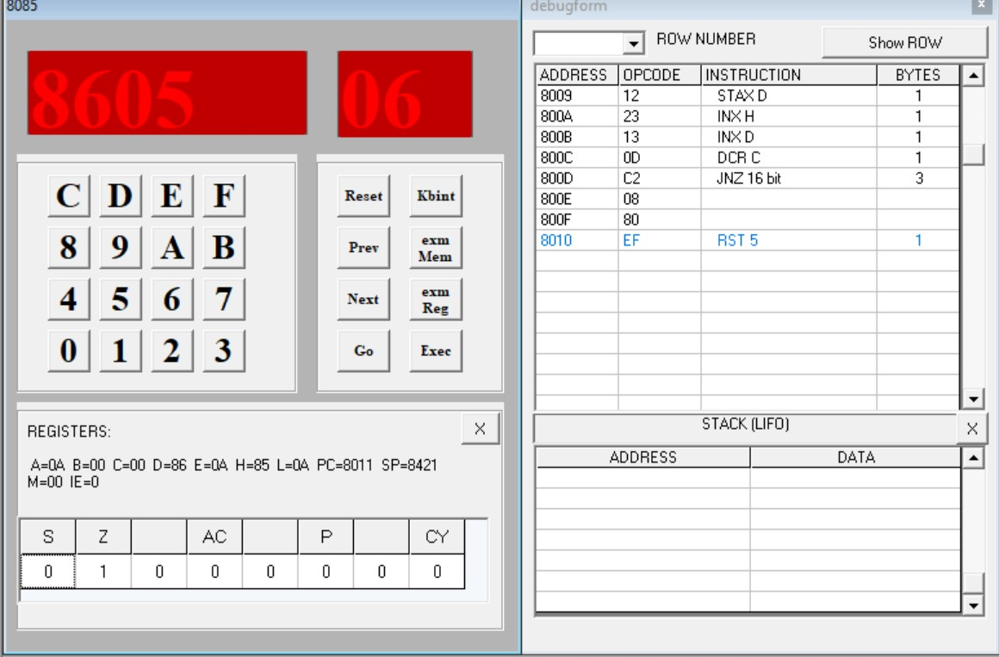 8085
8605 06
C D E F
8 9 A B
4 5 6 7
0 1 2 3
Reset Kbint
Prev exm Mem
Next exm Reg
Go Exec
REGISTERS: X
A=0A B=00 C=00 D=86 E=0A H=85 L=0A PC=8011 SP=8421
M=00 IE=0
S Z AC P CY
0 1 0 0 0 0 0 0
debugform x
ROW NUMBER Show ROW
ADDRESS OPCODE INSTRUCTION BYTES
8009 12 STAX D 1
800A 23 INX H 1
800B 13 INX D 1
800C 0D DCR C 1
800D C2 JNZ 16 bit 3
800E 08
800F 80
8010 EF RST 5 1
STACK (LIFO) X
ADDRESS DATA